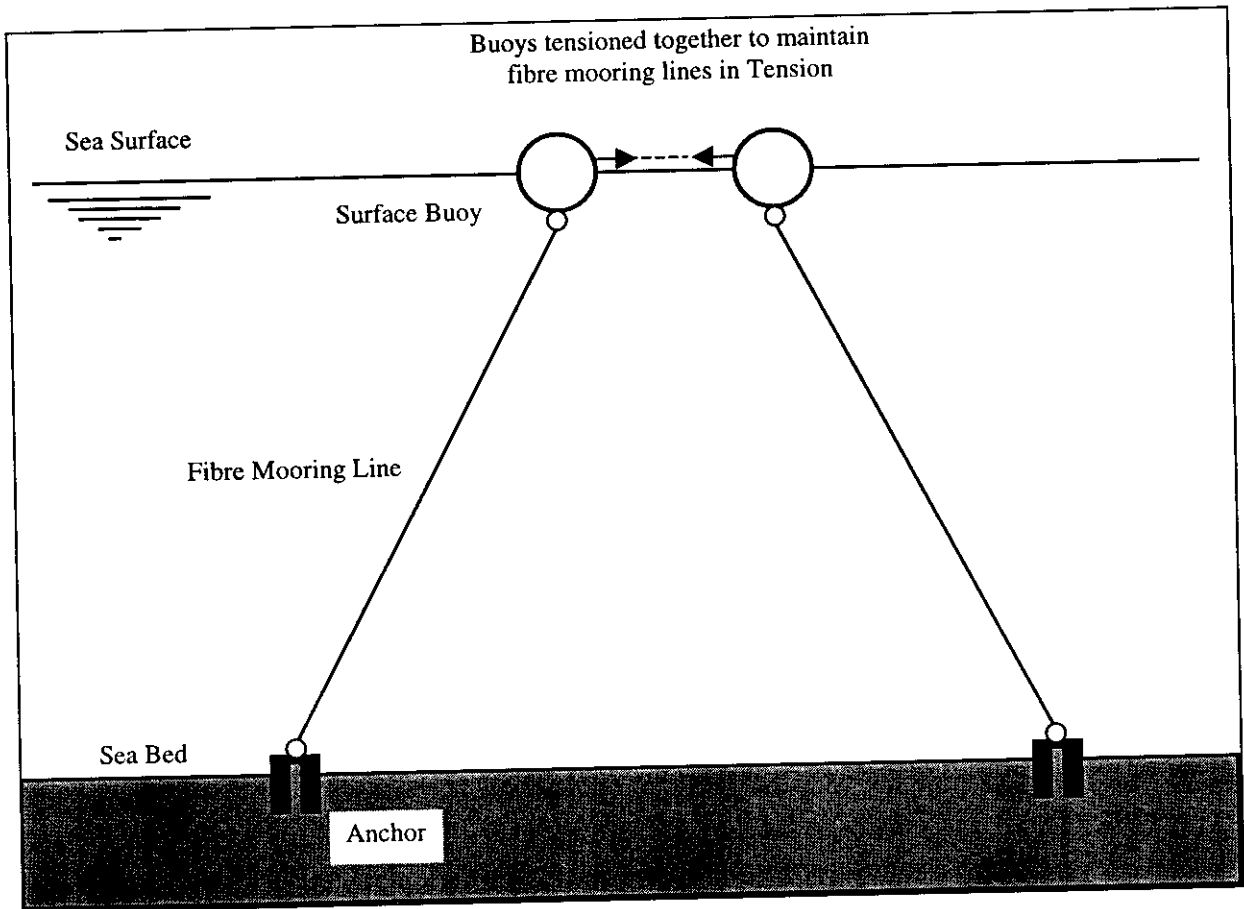 Buoys tensioned together to maintain
fibre mooring lines in Tension
Sea Surface
Surface Buoy
Fibre Mooring Line
Sea Bed
Anchor